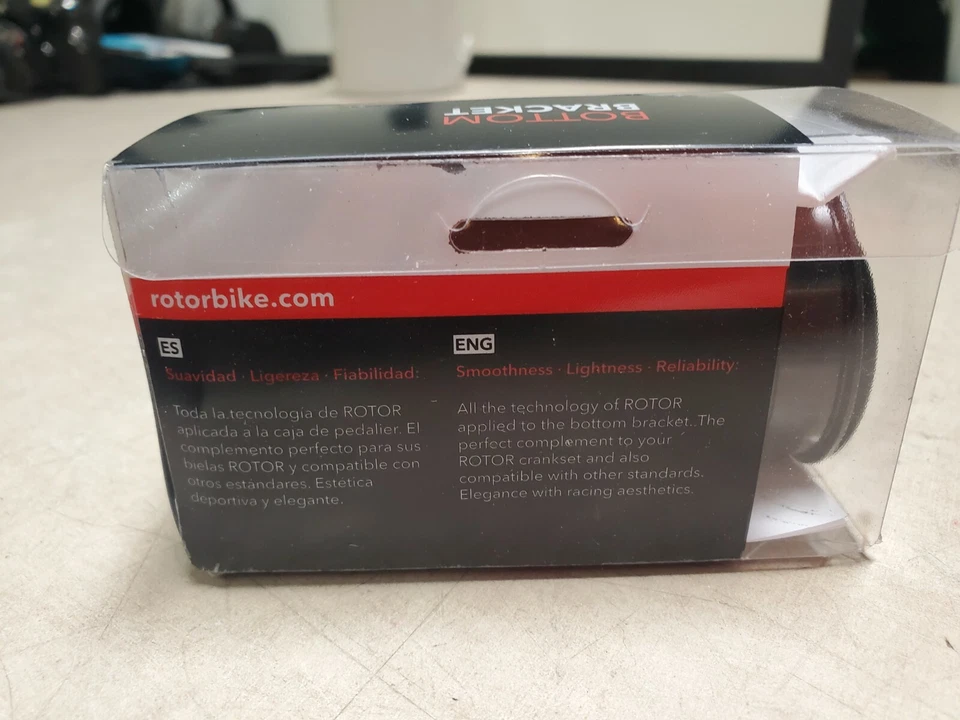 BOTTOM
BRACKET
rotorbike.com
ES
Suavidad · Ligereza · Fiabilidad:
Toda la tecnología de ROTOR
aplicada a la caja de pedalier. El
complemento perfecto para sus
bielas ROTOR y compatible con
otros estándares. Estética
deportiva y elegante.
ENG
Smoothness · Lightness · Reliability:
All the technology of ROTOR
applied to the bottom bracket. The
perfect complement to your
ROTOR crankset and also
compatible with other standards.
Elegance with racing aesthetics.